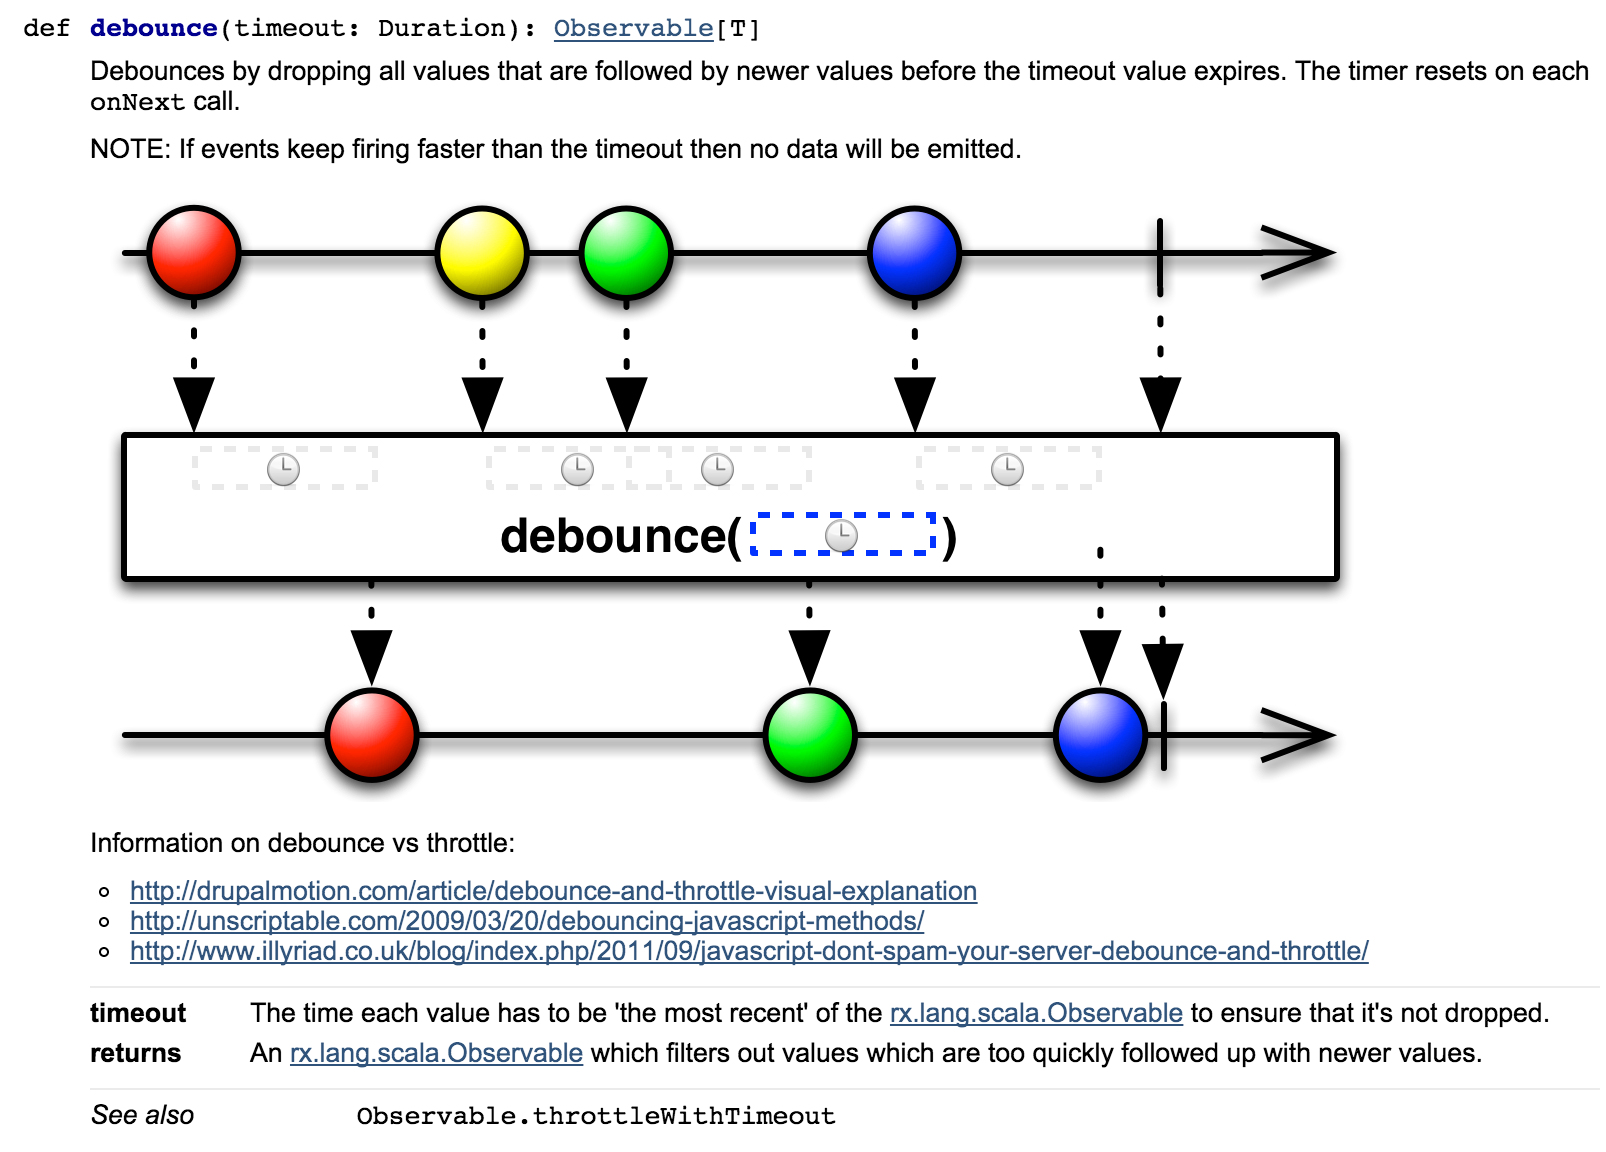 def debounce(timeout: Duration): Observable[T]
Debounces by dropping all values that are followed by newer values before the timeout value expires. The timer resets on each
onNext call.
NOTE: If events keep firing faster than the timeout then no data will be emitted.
debounce( )
Information on debounce vs throttle:
http://drupalmotion.com/article/debounce-and-throttle-visual-explanation
http://unscriptable.com/2009/03/20/debouncing-javascript-methods/
http://www.illyriad.co.uk/blog/index.php/2011/09/javascript-dont-spam-your-server-debounce-and-throttle/
timeout The time each value has to be 'the most recent' of the rx.lang.scala.Observable to ensure that it's not dropped.
returns An rx.lang.scala.Observable which filters out values which are too quickly followed up with newer values.
See also Observable.throttleWithTimeout